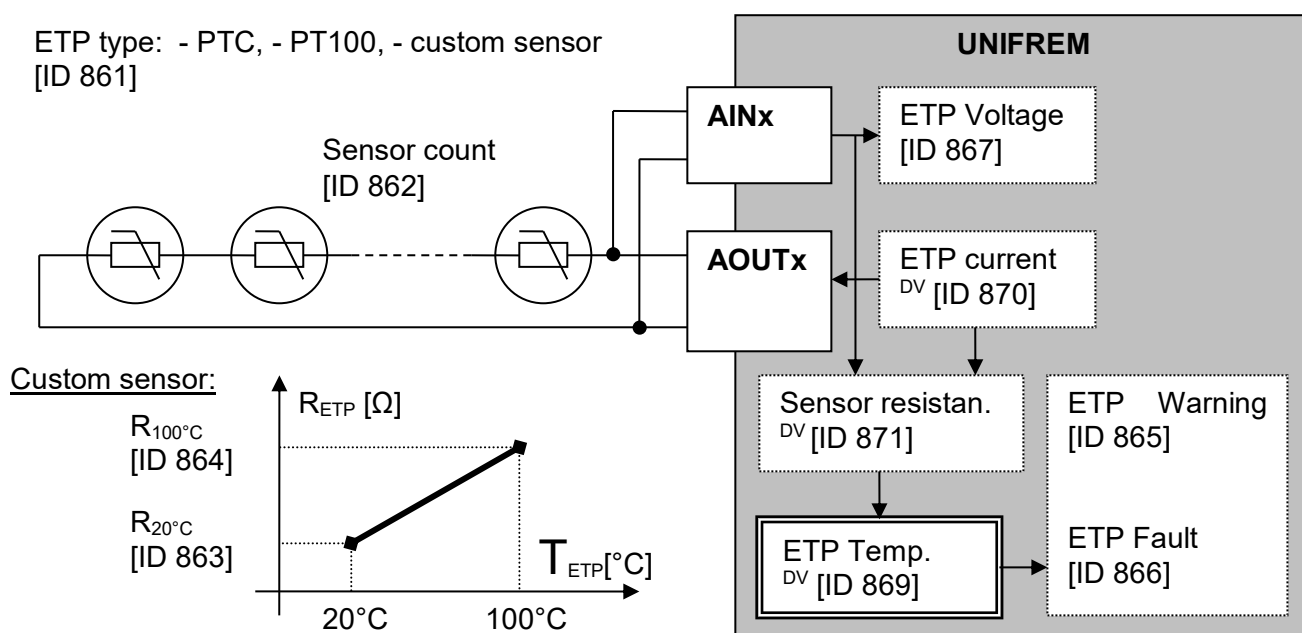 ETP type: - PTC, - PT100, - custom sensor
[ID 861]
UNIFREM
AINx
ETP Voltage
[ID 867]
Sensor count
[ID 862]
AOUTx
ETP current
DV [ID 870]
Custom sensor:
RETP [Ω]
R100°C
[ID 864]
R20°C
[ID 863]
TETP[°C]
20°C
100°C
Sensor resistan.
DV [ID 871]
ETP Warning
[ID 865]
ETP Temp.
DV [ID 869]
ETP Fault
[ID 866]